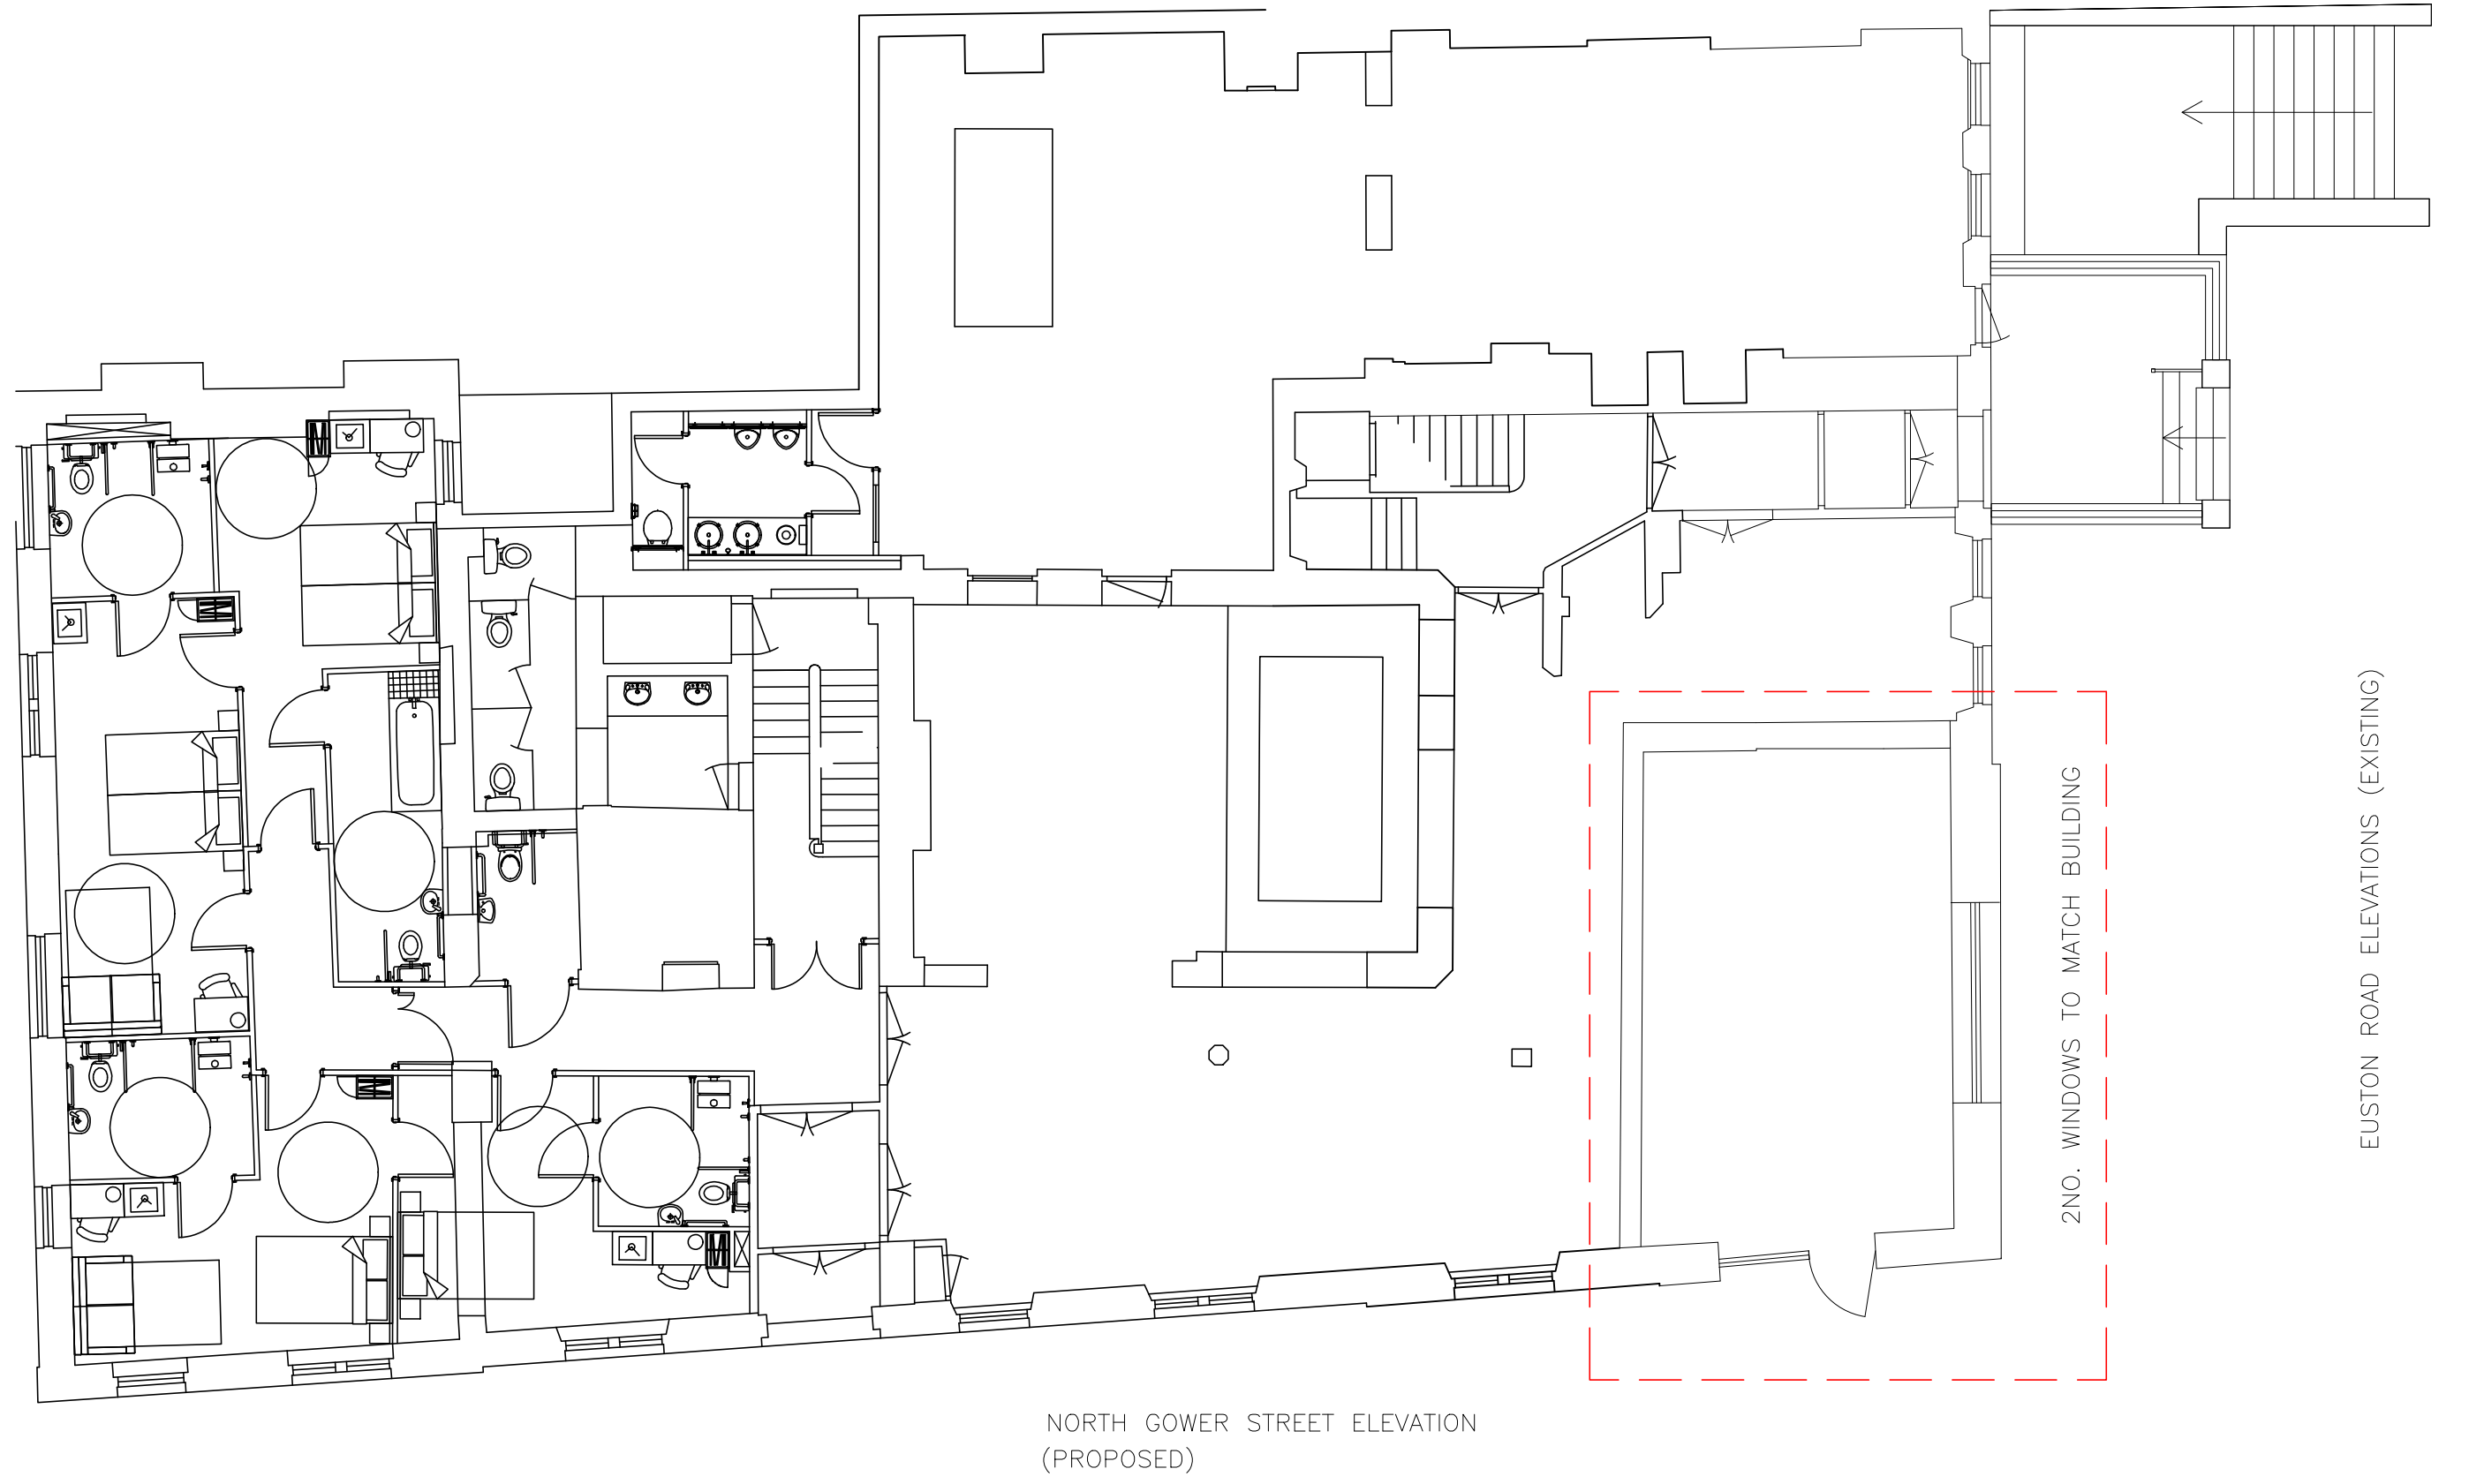 2NO. WINDOWS TO MATCH BUILDING
EUSTON ROAD ELEVATIONS (EXISTING)
NORTH GOWER STREET ELEVATION
(PROPOSED)